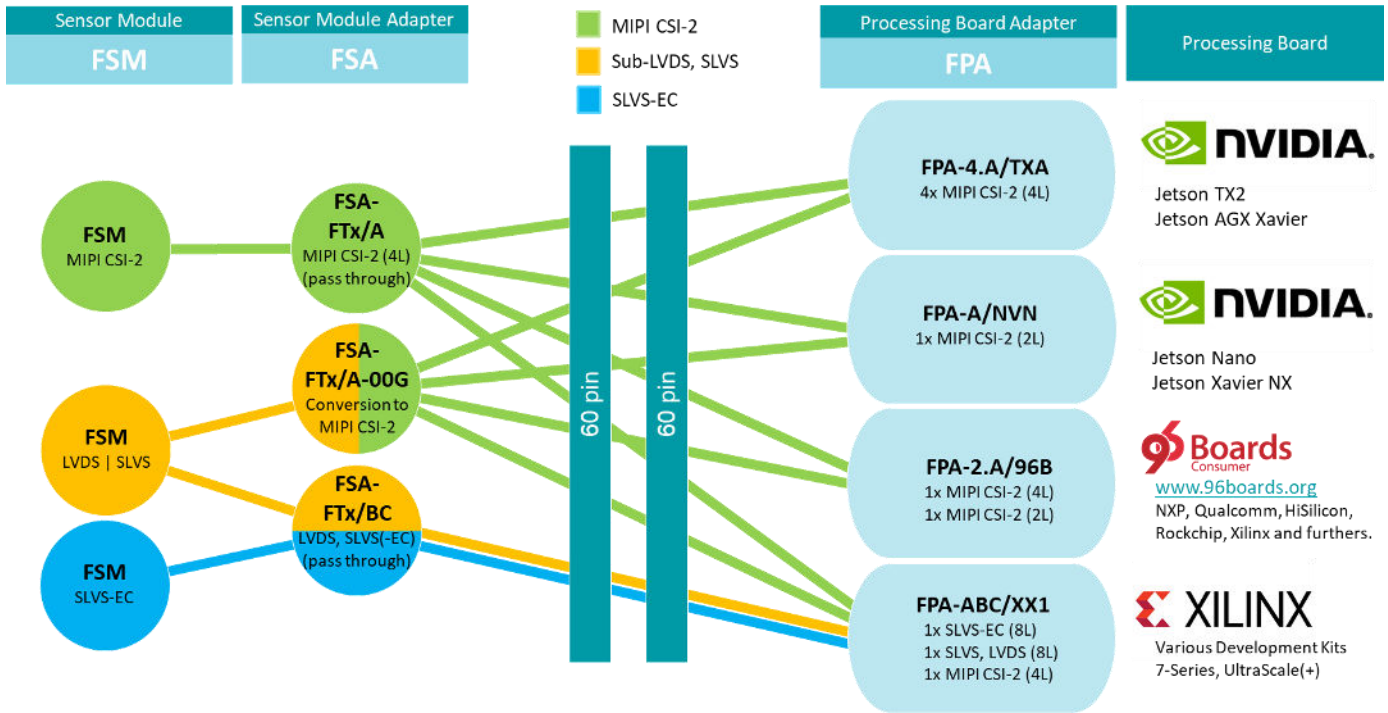 Sensor Module
FSM
Sensor Module Adapter
FSA
MIPI CSI-2
Sub-LVDS, SLVS
SLVS-EC
Processing Board Adapter
FPA
Processing Board
FSM
MIPI CSI-2
FSM
LVDS | SLVS
FSM
SLVS-EC
FSA-
FTx/A
MIPI CSI-2 (4L)
(pass through)
FSA-
FTx/A-00G
Conversion to
MIPI CSI-2
FSA-
FTx/BC
LVDS, SLVS(-EC)
(pass through)
60 pin
60 pin
FPA-4.A/TXA
4x MIPI CSI-2 (4L)
FPA-A/NVN
1x MIPI CSI-2 (2L)
FPA-2.A/96B
1x MIPI CSI-2 (4L)
1x MIPI CSI-2 (2L)
FPA-ABC/XX1
1x SLVS-EC (8L)
1x SLVS, LVDS (8L)
1x MIPI CSI-2 (4L)
NVIDIA.
Jetson TX2
Jetson AGX Xavier
NVIDIA.
Jetson Nano
Jetson Xavier NX
96Boards
Consumer
www.96boards.org
NXP, Qualcomm, HiSilicon,
Rockchip, Xilinx and furthers.
XILINX
Various Development Kits
7-Series, UltraScale(+)